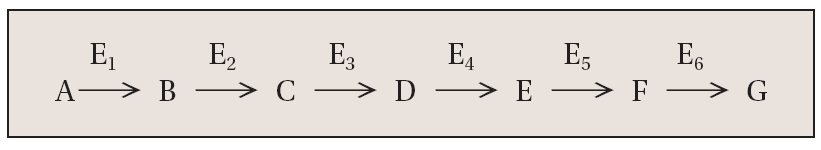 E₁ E₂ E₃ E₄ E₅ E₆
A → B → C → D → E → F → G